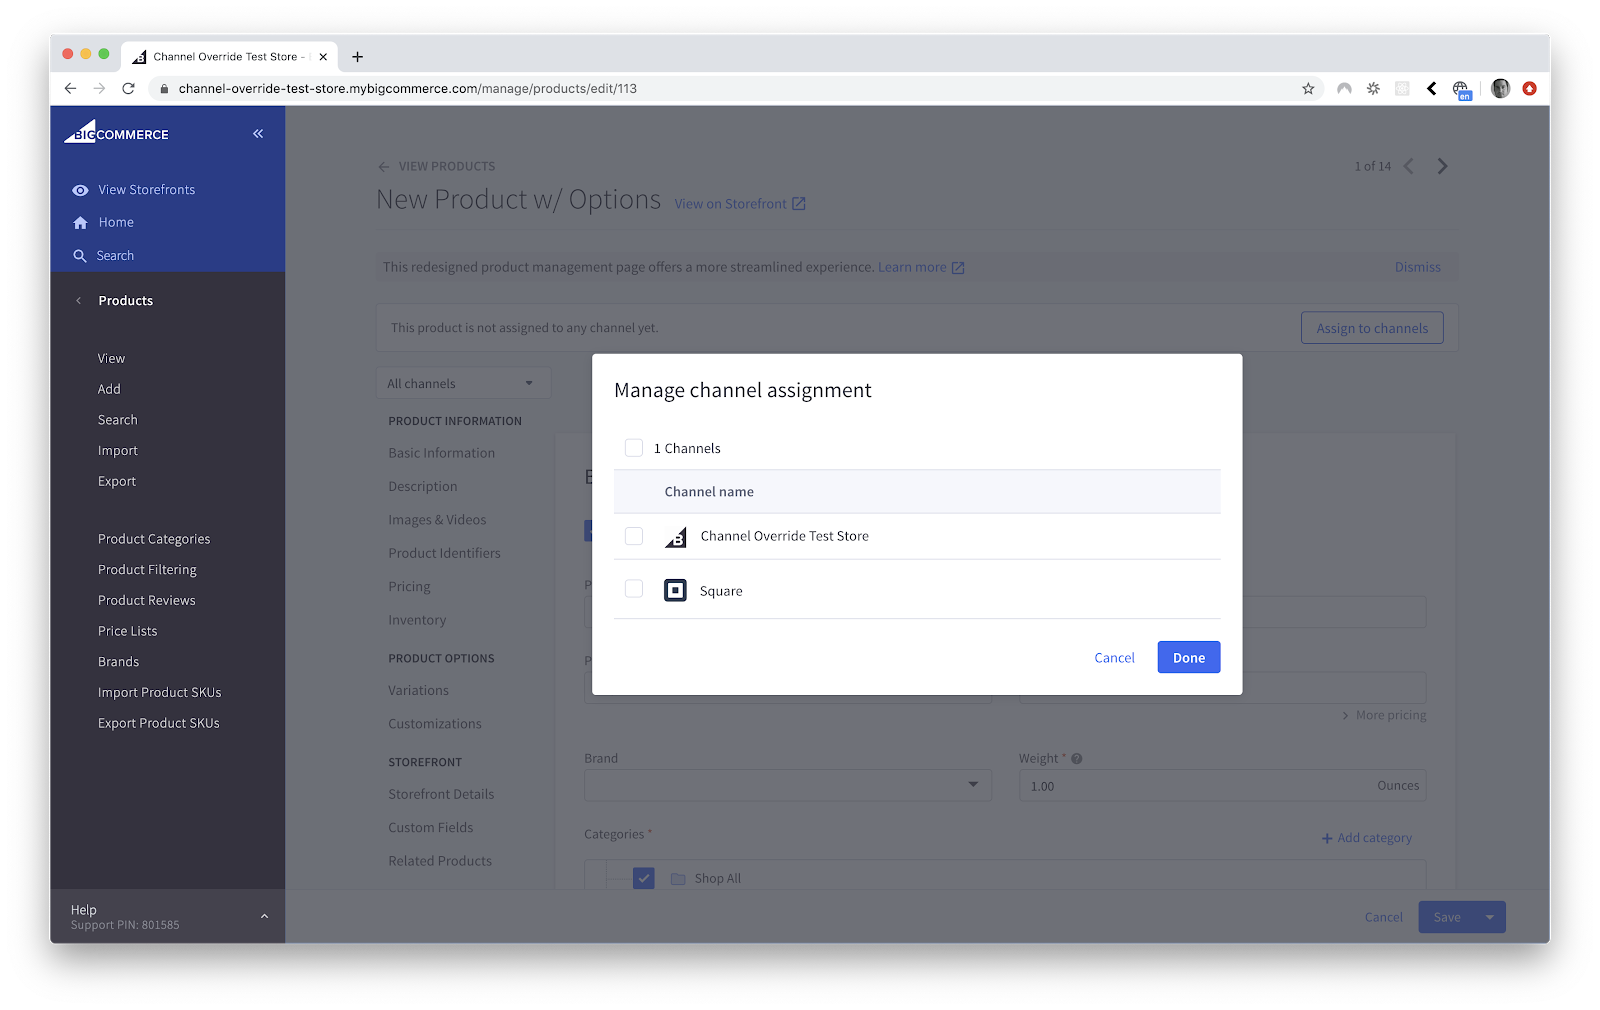 Channel Override Test Store -
channel-override-test-store.mybigcommerce.com/manage/products/edit/113
en
BIGCOMMERCE
View Storefronts
Home
Search
Products
View
Add
Search
Import
Export
Product Categories
Product Filtering
Product Reviews
Price Lists
Brands
Import Product SKUs
Export Product SKUs
Help
Support PIN: 801585
VIEW PRODUCTS
1 of 14
New Product w/ Options View on Storefront
This redesigned product management page offers a more streamlined experience. Learn more Dismiss
This product is not assigned to any channel yet. Assign to channels
All channels
PRODUCT INFORMATION
Basic Information
Description
Images & Videos
Product Identifiers
Pricing
Inventory
PRODUCT OPTIONS
Variations
Customizations
STOREFRONT
Storefront Details
Custom Fields
Related Products
Manage channel assignment
1 Channels
Channel name
B Channel Override Test Store
Square
Cancel Done
More pricing
Brand
Weight *
1.00 Ounces
Categories *
Add category
Shop All
Cancel Save